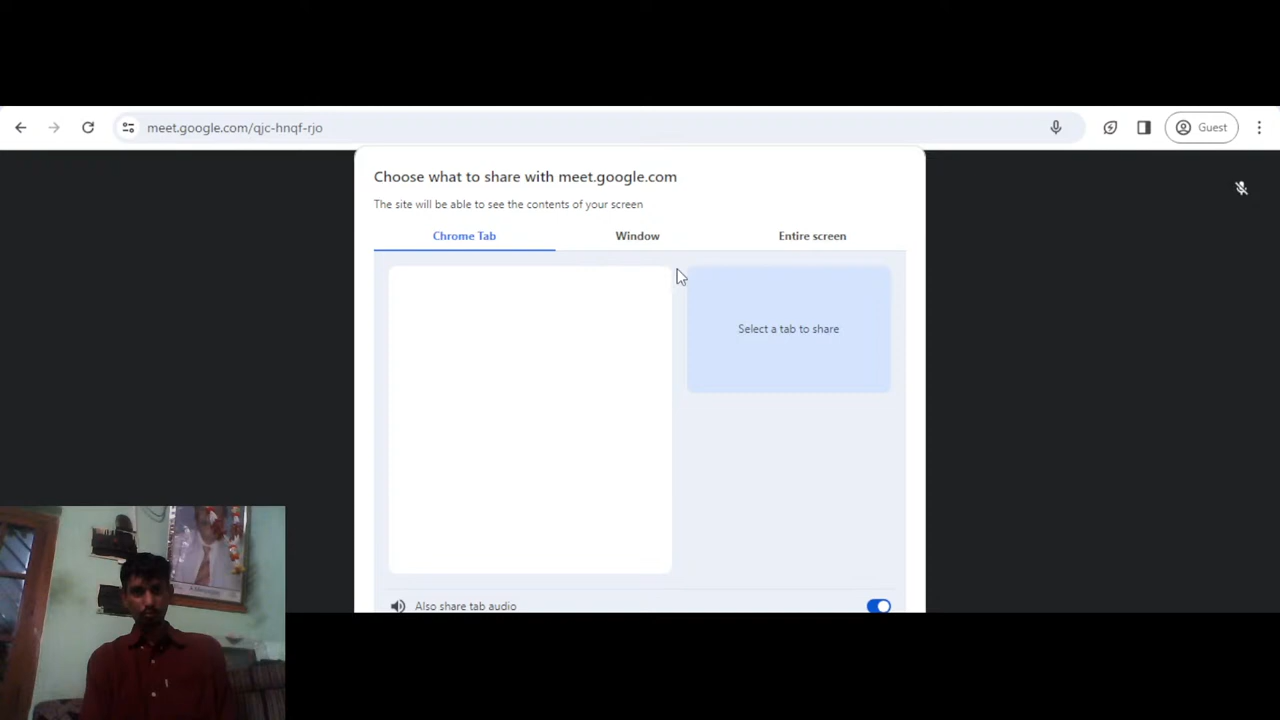 meet.google.com/qjc-hnqf-rjo
Guest
Choose what to share with meet.google.com
The site will be able to see the contents of your screen
Chrome Tab
Window
Entire screen
Select a tab to share
Also share tab audio